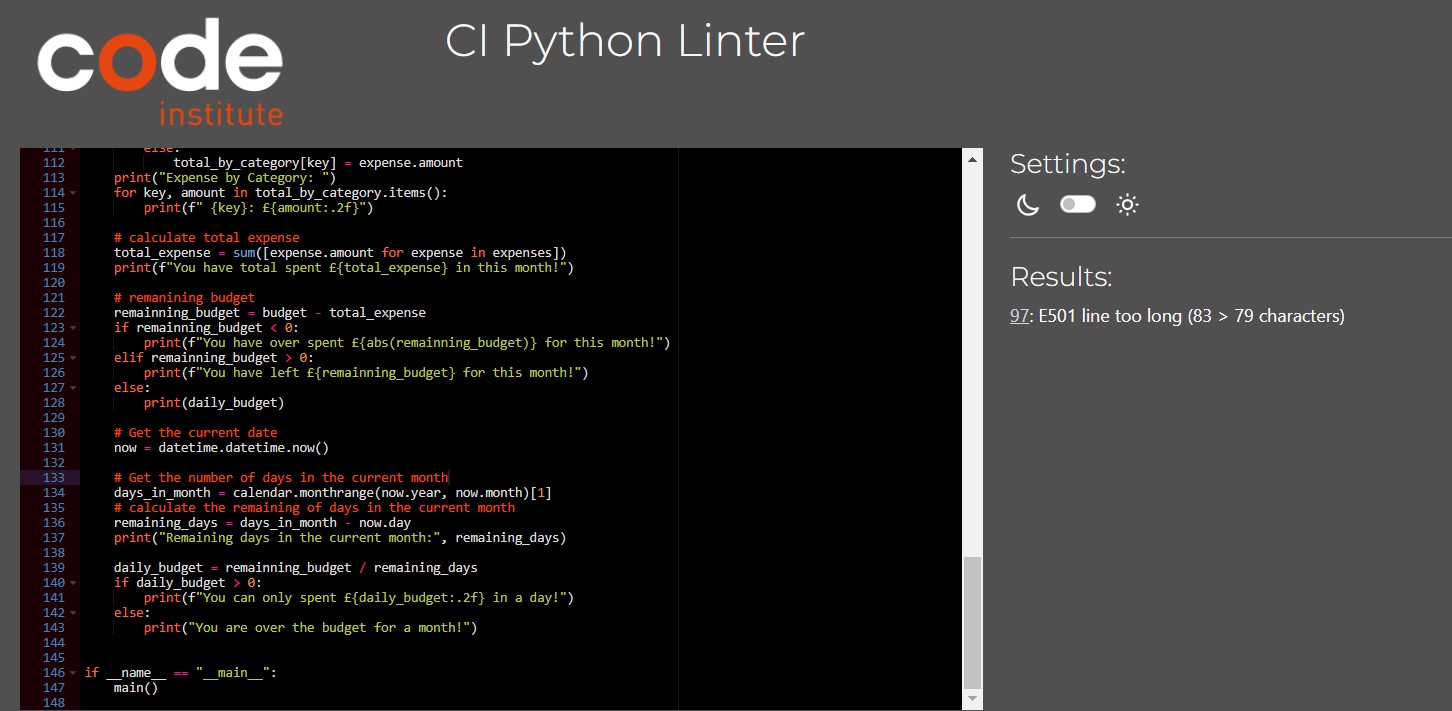 code
institute
CI Python Linter
111 else:
112 total_by_category[key] = expense.amount
113 print("Expense by Category: ")
114 for key, amount in total_by_category.items():
115 print(f" {key}: £{amount:.2f}")
116
117 # calculate total expense
118 total_expense = sum([expense.amount for expense in expenses])
119 print(f"You have total spent £{total_expense} in this month!")
120
121 # remanining budget
122 remainning_budget = budget - total_expense
123 if remainning_budget < 0:
124 print(f"You have over spent £{abs(remainning_budget)} for this month!")
125 elif remainning_budget > 0:
126 print(f"You have left £{remainning_budget} for this month!")
127 else:
128 print(daily_budget)
129
130 # Get the current date
131 now = datetime.datetime.now()
132
133 # Get the number of days in the current month
134 days_in_month = calendar.monthrange(now.year, now.month)[1]
135 # calculate the remaining of days in the current month
136 remaining_days = days_in_month - now.day
137 print("Remaining days in the current month:", remaining_days)
138
139 daily_budget = remainning_budget / remaining_days
140 if daily_budget > 0:
141 print(f"You can only spent £{daily_budget:.2f} in a day!")
142 else:
143 print("You are over the budget for a month!")
144
145
146 if __name__ == "__main__":
147 main()
148
Settings:
Results:
97: E501 line too long (83 > 79 characters)